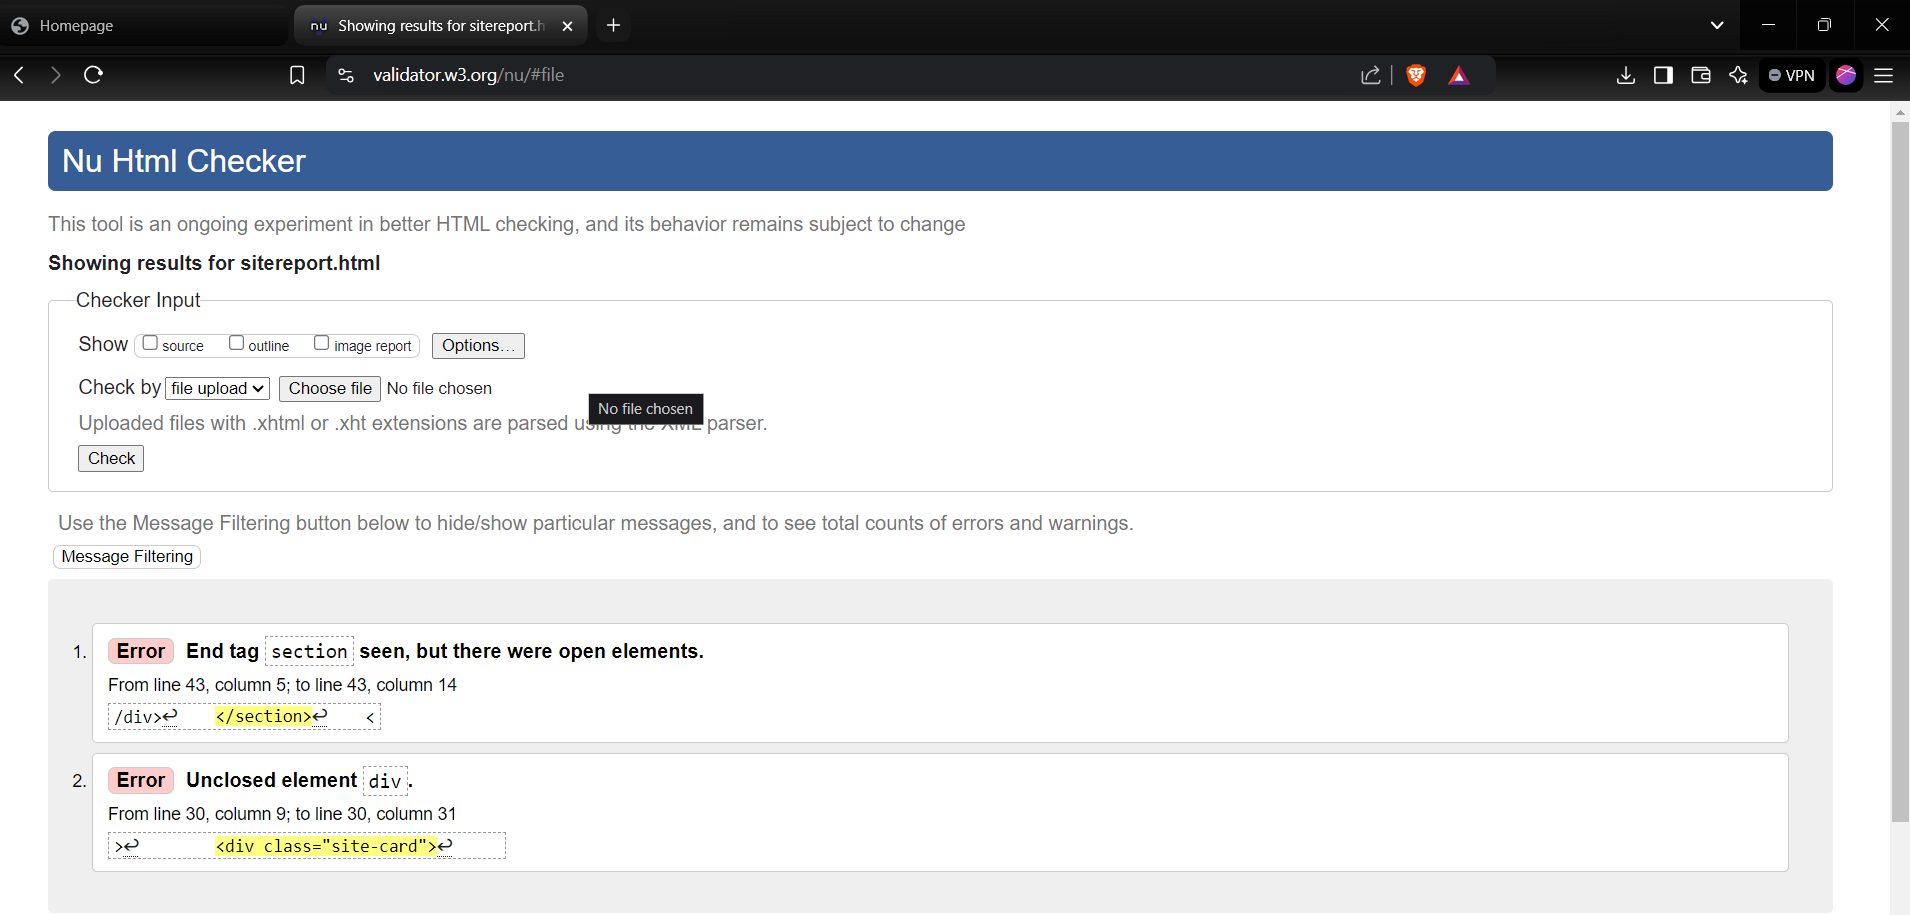 Homepage
nu Showing results for sitereport.h
validator.w3.org/nu/#file
VPN
Nu Html Checker
This tool is an ongoing experiment in better HTML checking, and its behavior remains subject to change
Showing results for sitereport.html
Checker Input
Show source outline image report Options...
Check by file upload Choose file No file chosen
No file chosen
Uploaded files with .xhtml or .xht extensions are parsed using the XML parser.
Check
Use the Message Filtering button below to hide/show particular messages, and to see total counts of errors and warnings.
Message Filtering
1. Error End tag section seen, but there were open elements.
From line 43, column 5; to line 43, column 14
/div>↩ </section>↩ <
2. Error Unclosed element div.
From line 30, column 9; to line 30, column 31
>↩ <div class="site-card">↩